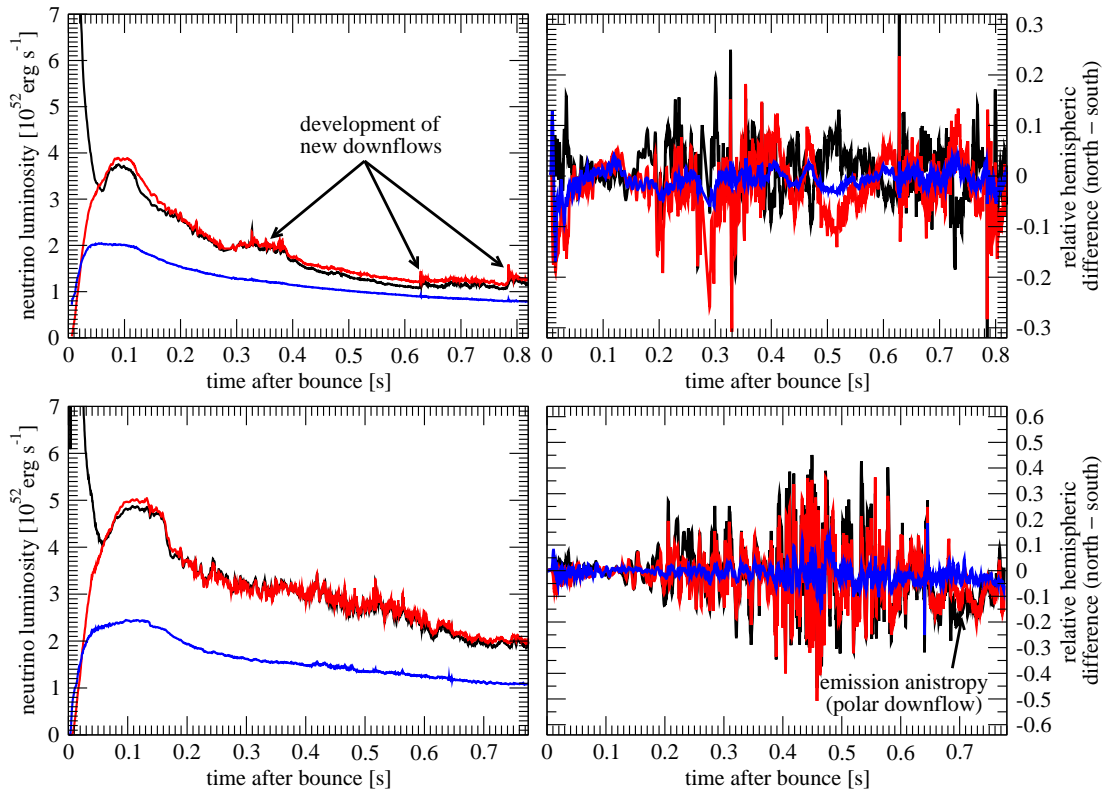 7
6
5
4
3
2
1
0
neutrino luminosity [10^52 erg s^-1]
development of
new downflows
0 0.1 0.2 0.3 0.4 0.5 0.6 0.7 0.8
time after bounce [s]
0.3
0.2
0.1
0
-0.1
-0.2
-0.3
relative hemispheric
difference (north − south)
0 0.1 0.2 0.3 0.4 0.5 0.6 0.7 0.8
time after bounce [s]
7
6
5
4
3
2
1
0
neutrino luminosity [10^52 erg s^-1]
0 0.1 0.2 0.3 0.4 0.5 0.6 0.7
time after bounce [s]
0.6
0.5
0.4
0.3
0.2
0.1
0
-0.1
-0.2
-0.3
-0.4
-0.5
-0.6
relative hemispheric
difference (north − south)
emission anistropy
(polar downflow)
0 0.1 0.2 0.3 0.4 0.5 0.6 0.7
time after bounce [s]